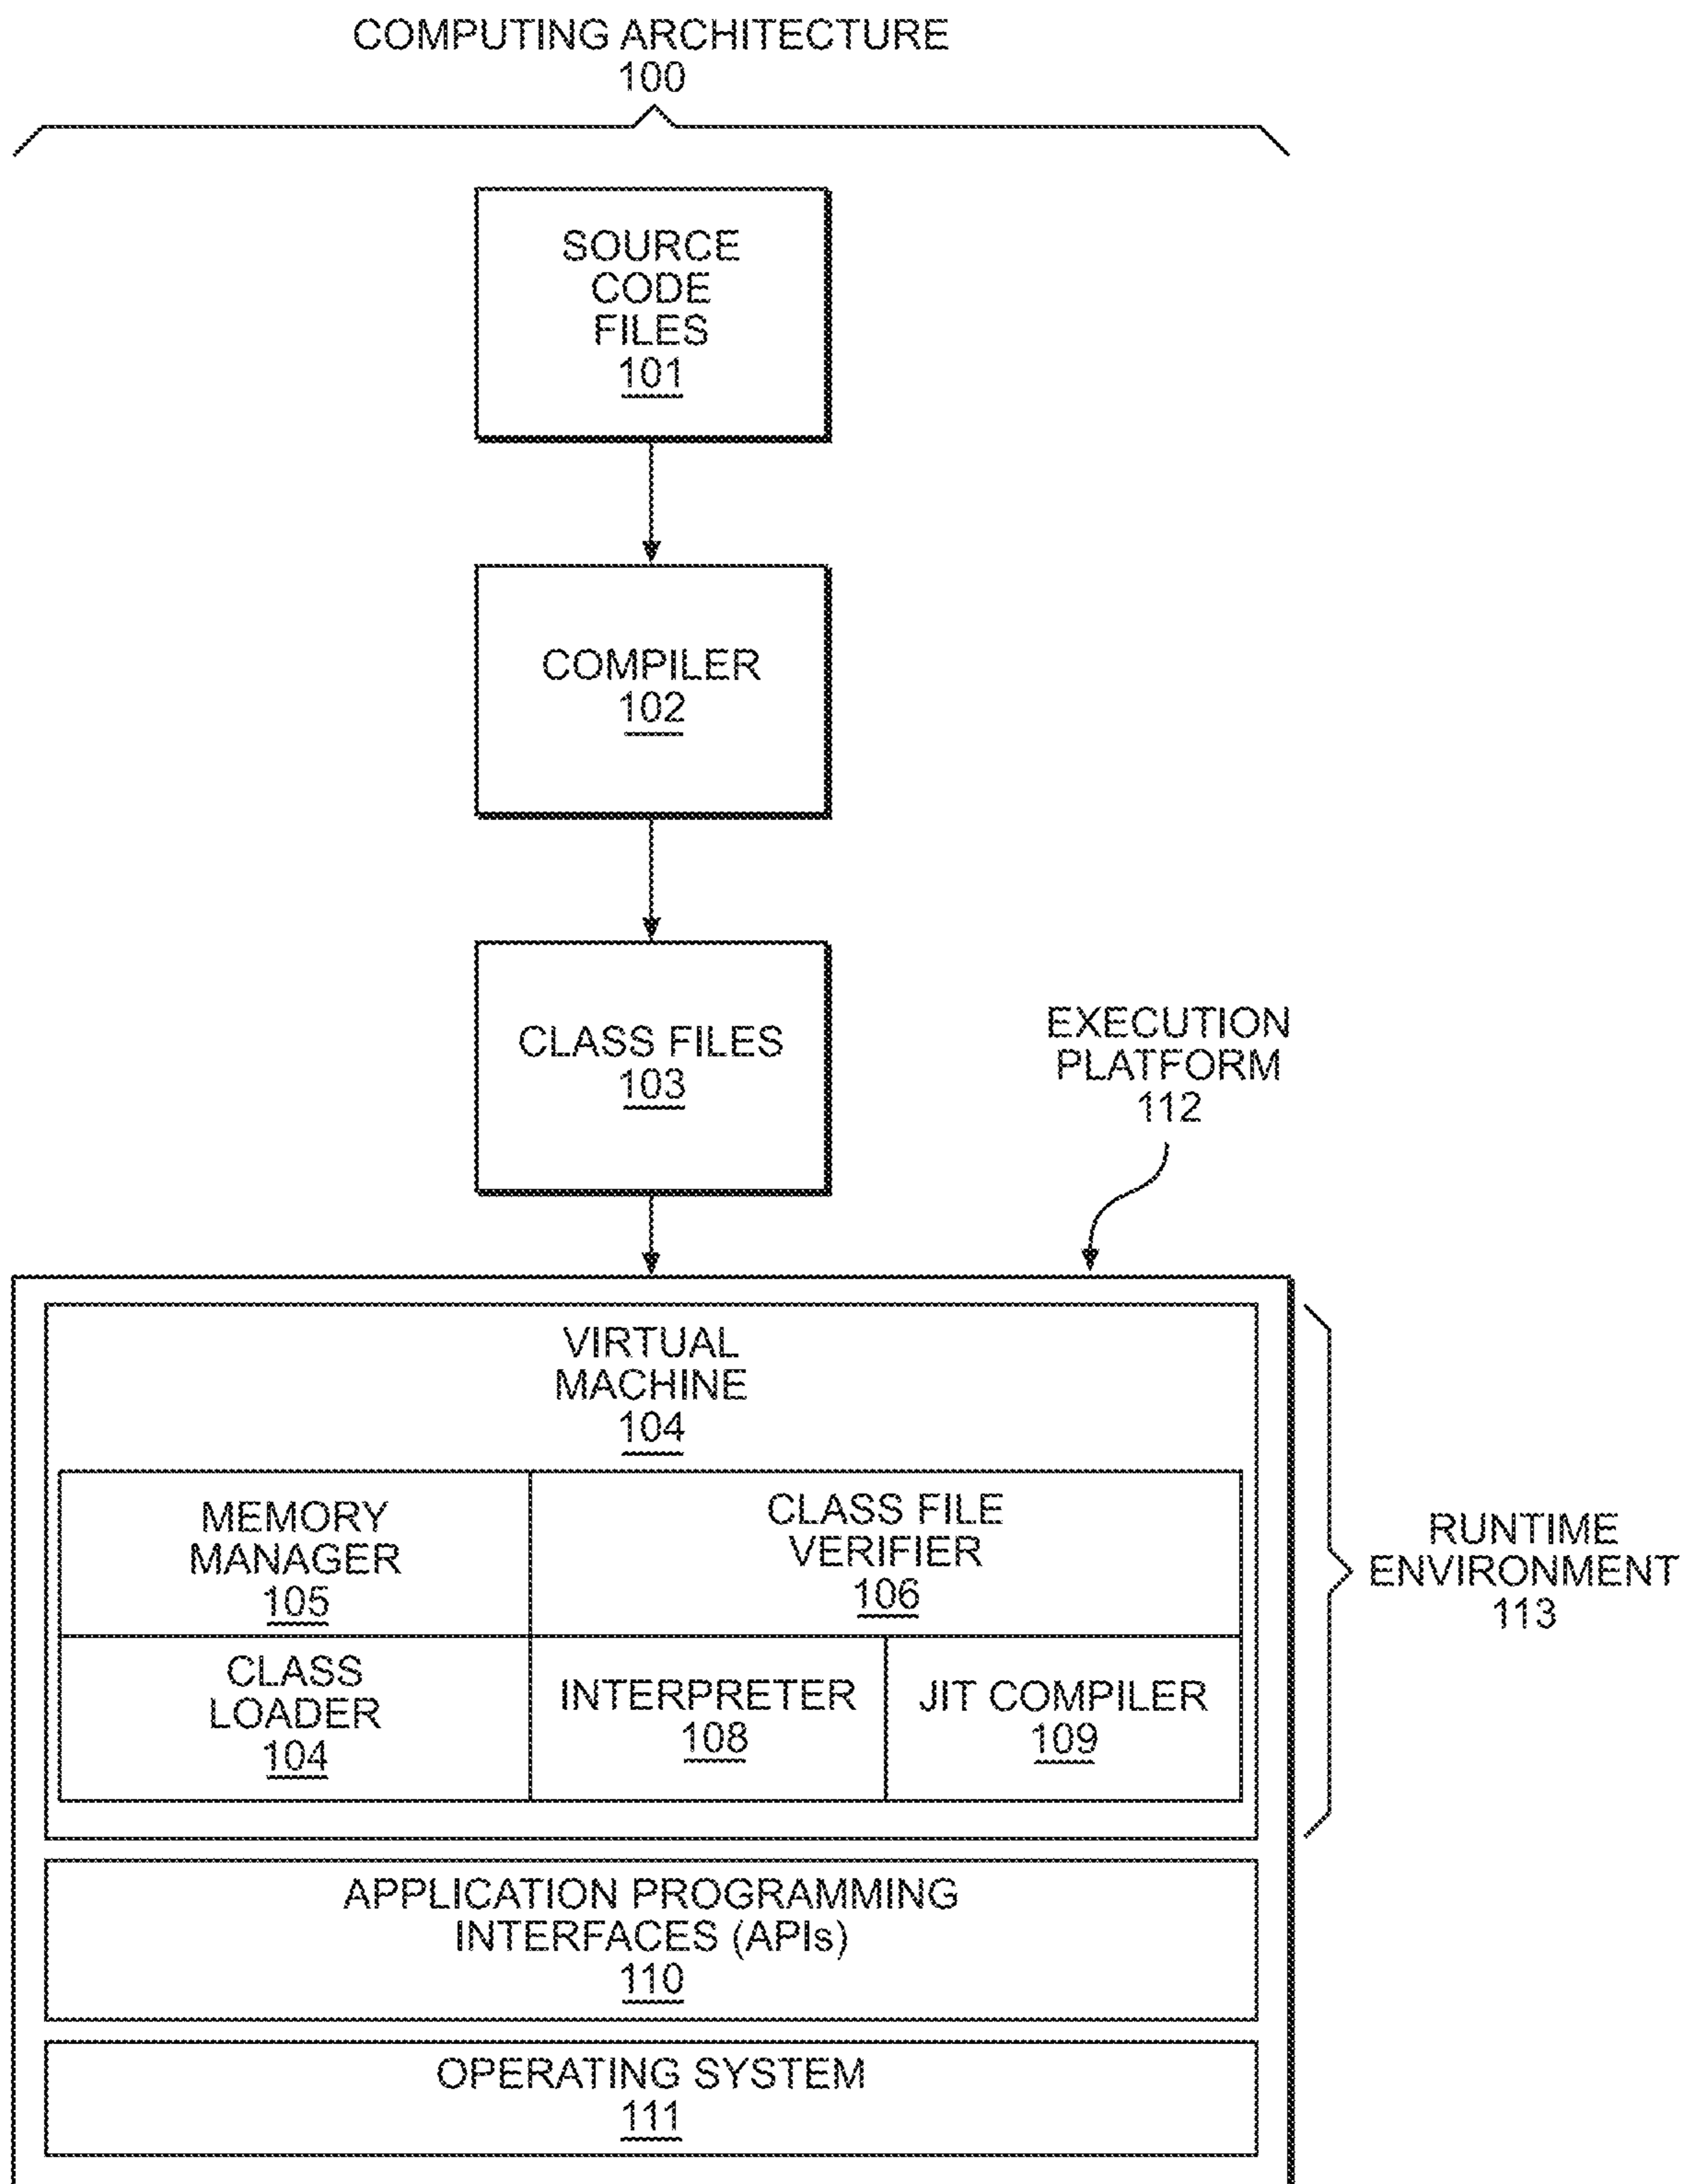 COMPUTING ARCHITECTURE
100
SOURCE
CODE
FILES
101
COMPILER
102
CLASS FILES
103
EXECUTION
PLATFORM
112
VIRTUAL
MACHINE
104
MEMORY
MANAGER
105
CLASS FILE
VERIFIER
106
CLASS
LOADER
104
INTERPRETER
108
JIT COMPILER
109
RUNTIME
ENVIRONMENT
113
APPLICATION PROGRAMMING
INTERFACES (APIs)
110
OPERATING SYSTEM
111